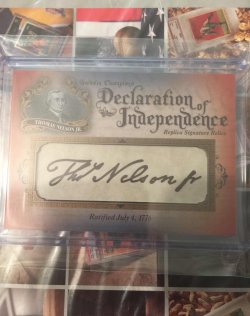 Declaration of
Independence
Replica Signature Relic
THOMAS NELSON JR.
Thos Nelson jr
Ratified July 4, 1776